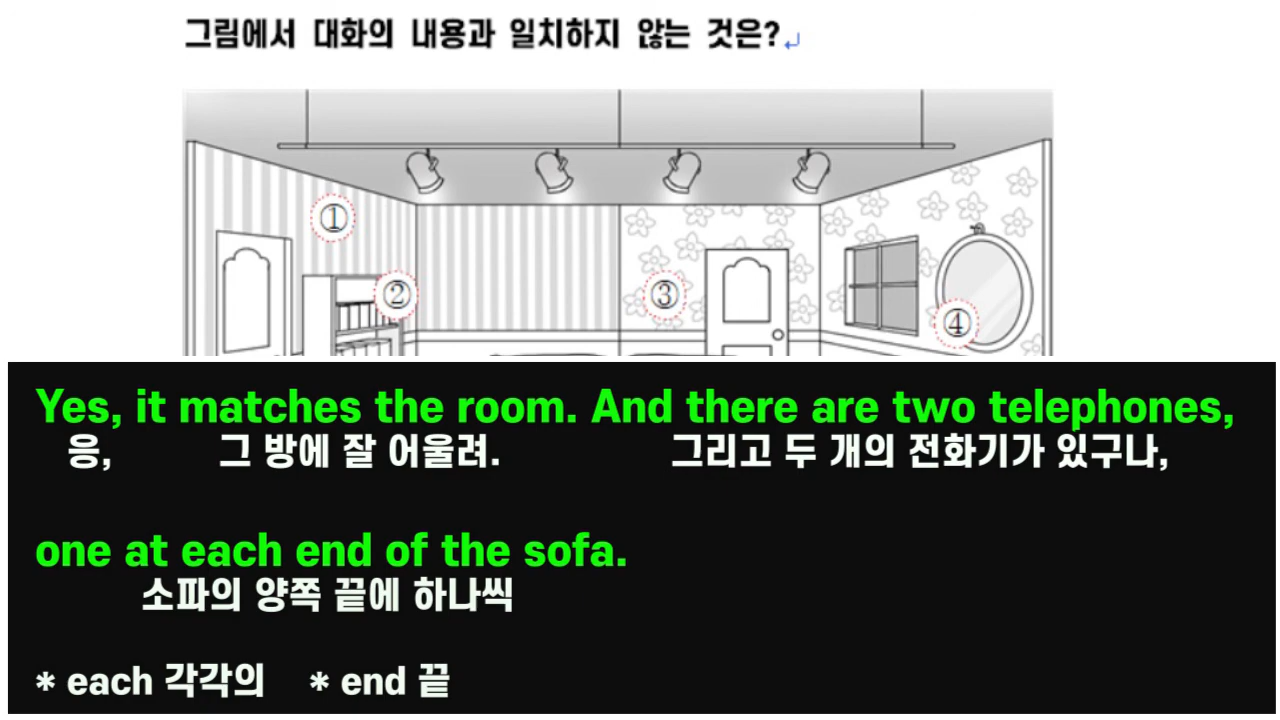 그림에서 대화의 내용과 일치하지 않는 것은?
①
②
③
④
Yes, it matches the room. And there are two telephones,
응, 그 방에 잘 어울려. 그리고 두 개의 전화기가 있구나,
one at each end of the sofa.
소파의 양쪽 끝에 하나씩
* each 각각의 * end 끝